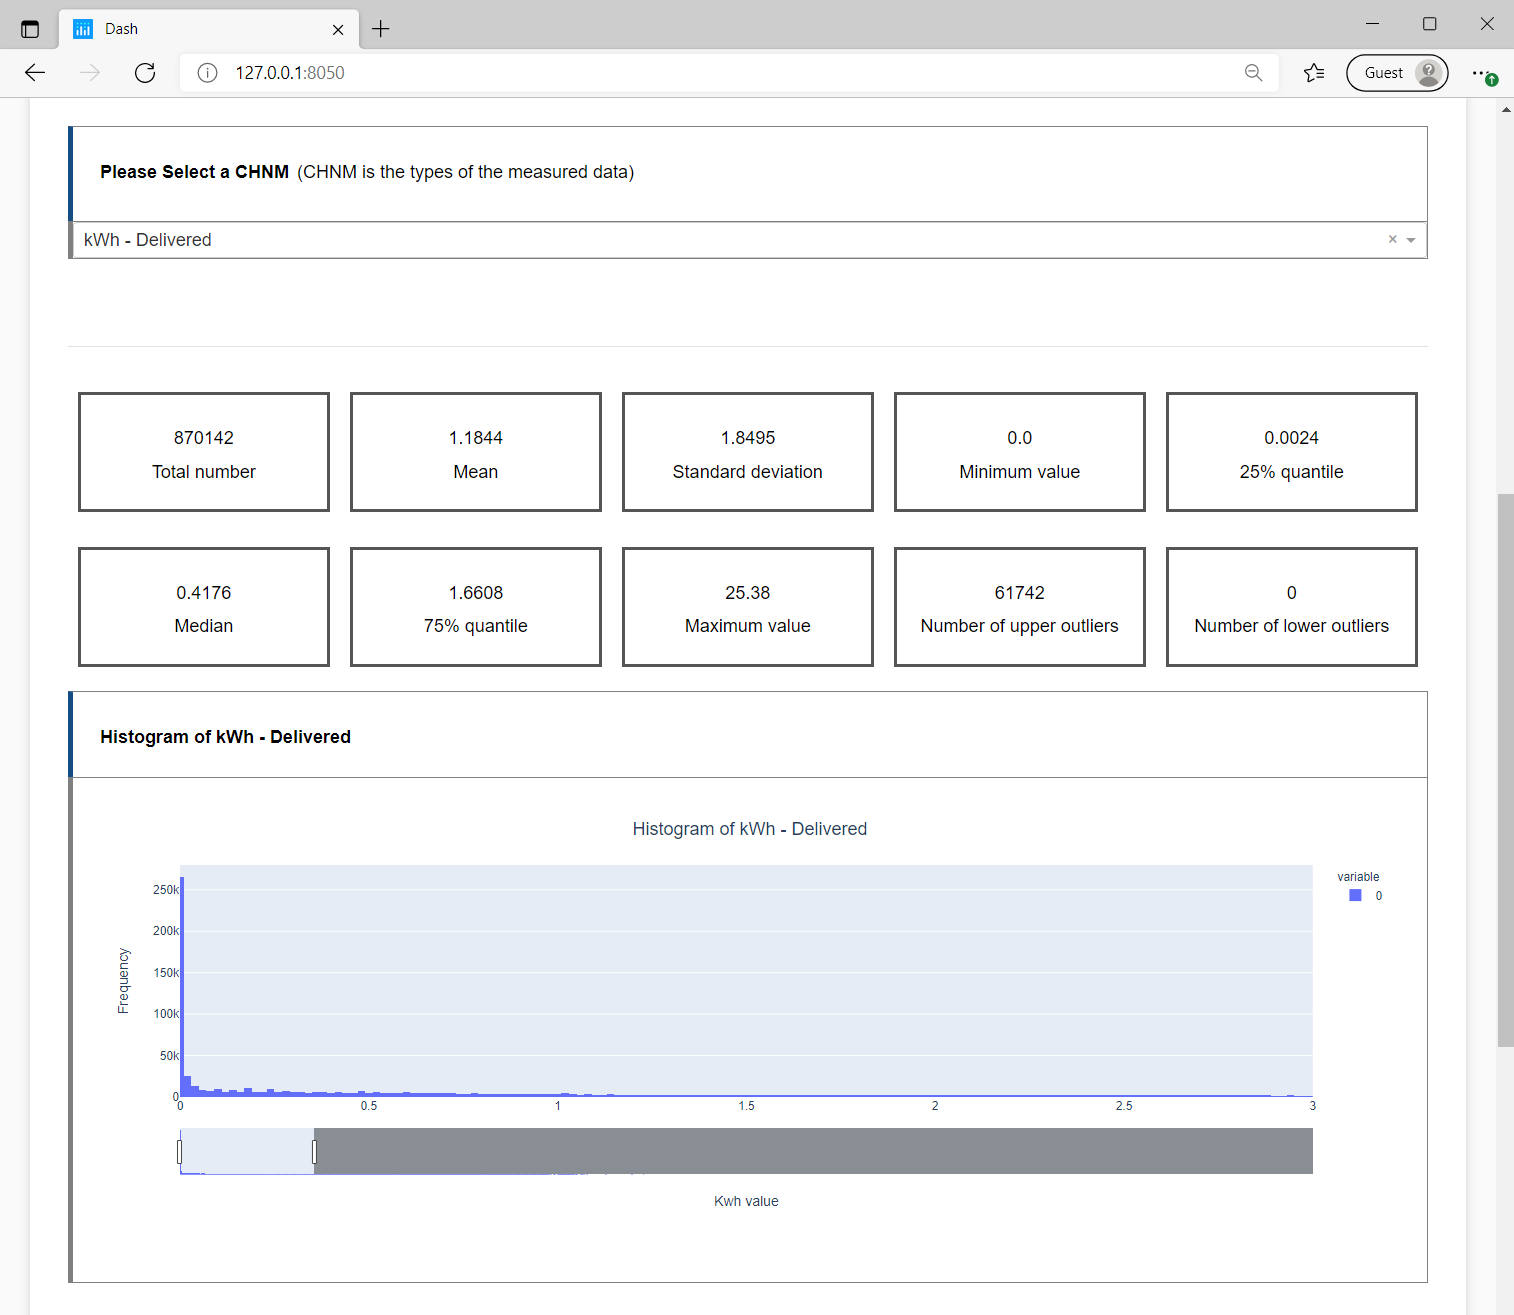 Dash
127.0.0.1:8050
Guest
Please Select a CHNM (CHNM is the types of the measured data)
kWh - Delivered
870142
Total number
1.1844
Mean
1.8495
Standard deviation
0.0
Minimum value
0.0024
25% quantile
0.4176
Median
1.6608
75% quantile
25.38
Maximum value
61742
Number of upper outliers
0
Number of lower outliers
Histogram of kWh - Delivered
Histogram of kWh - Delivered
variable
0
Frequency
250k
200k
150k
100k
50k
0
0 0.5 1 1.5 2 2.5 3
Kwh value